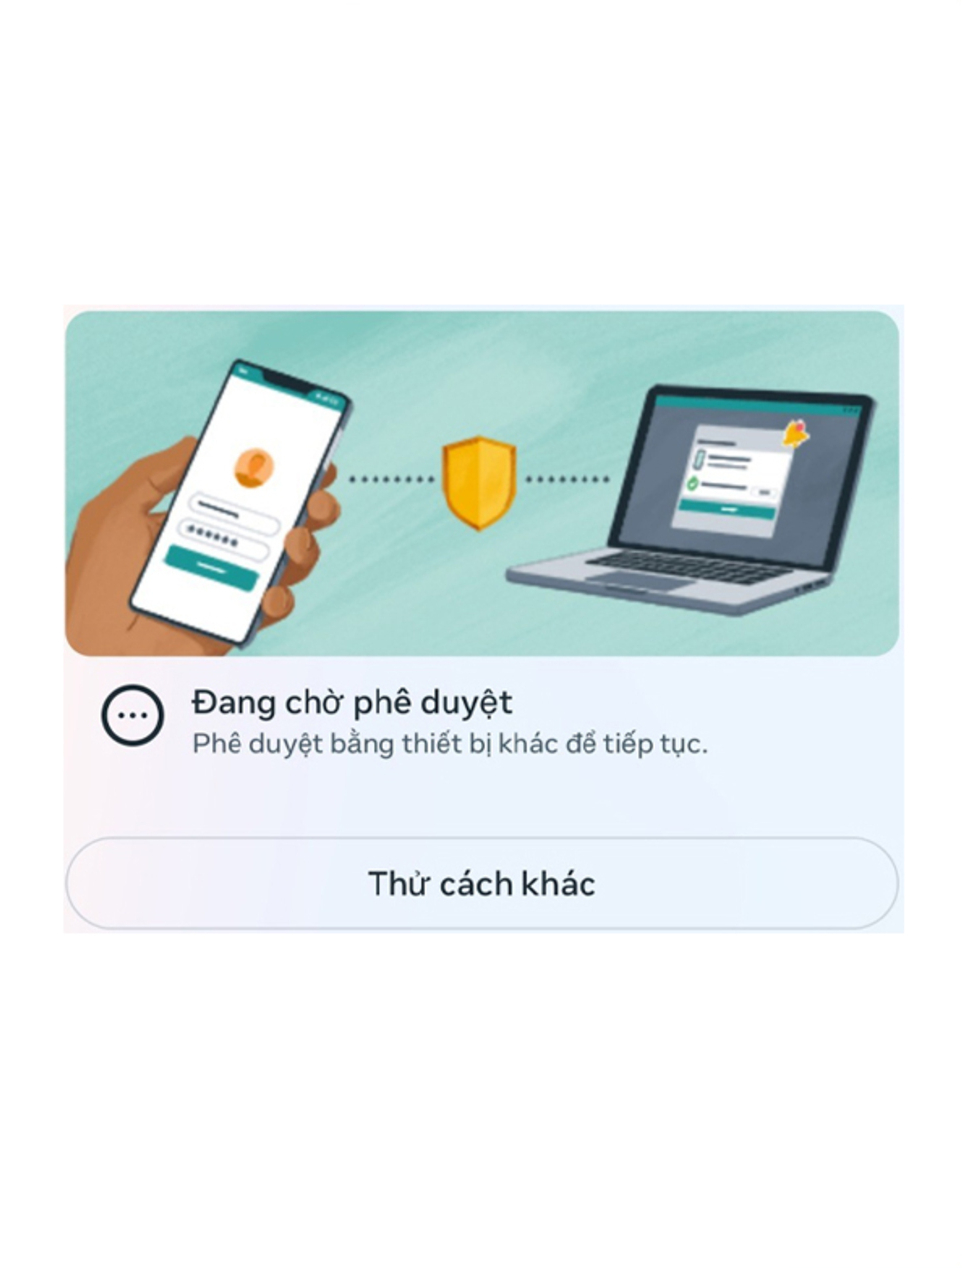 Đang chờ phê duyệt
Phê duyệt bằng thiết bị khác để tiếp tục.
Thử cách khác